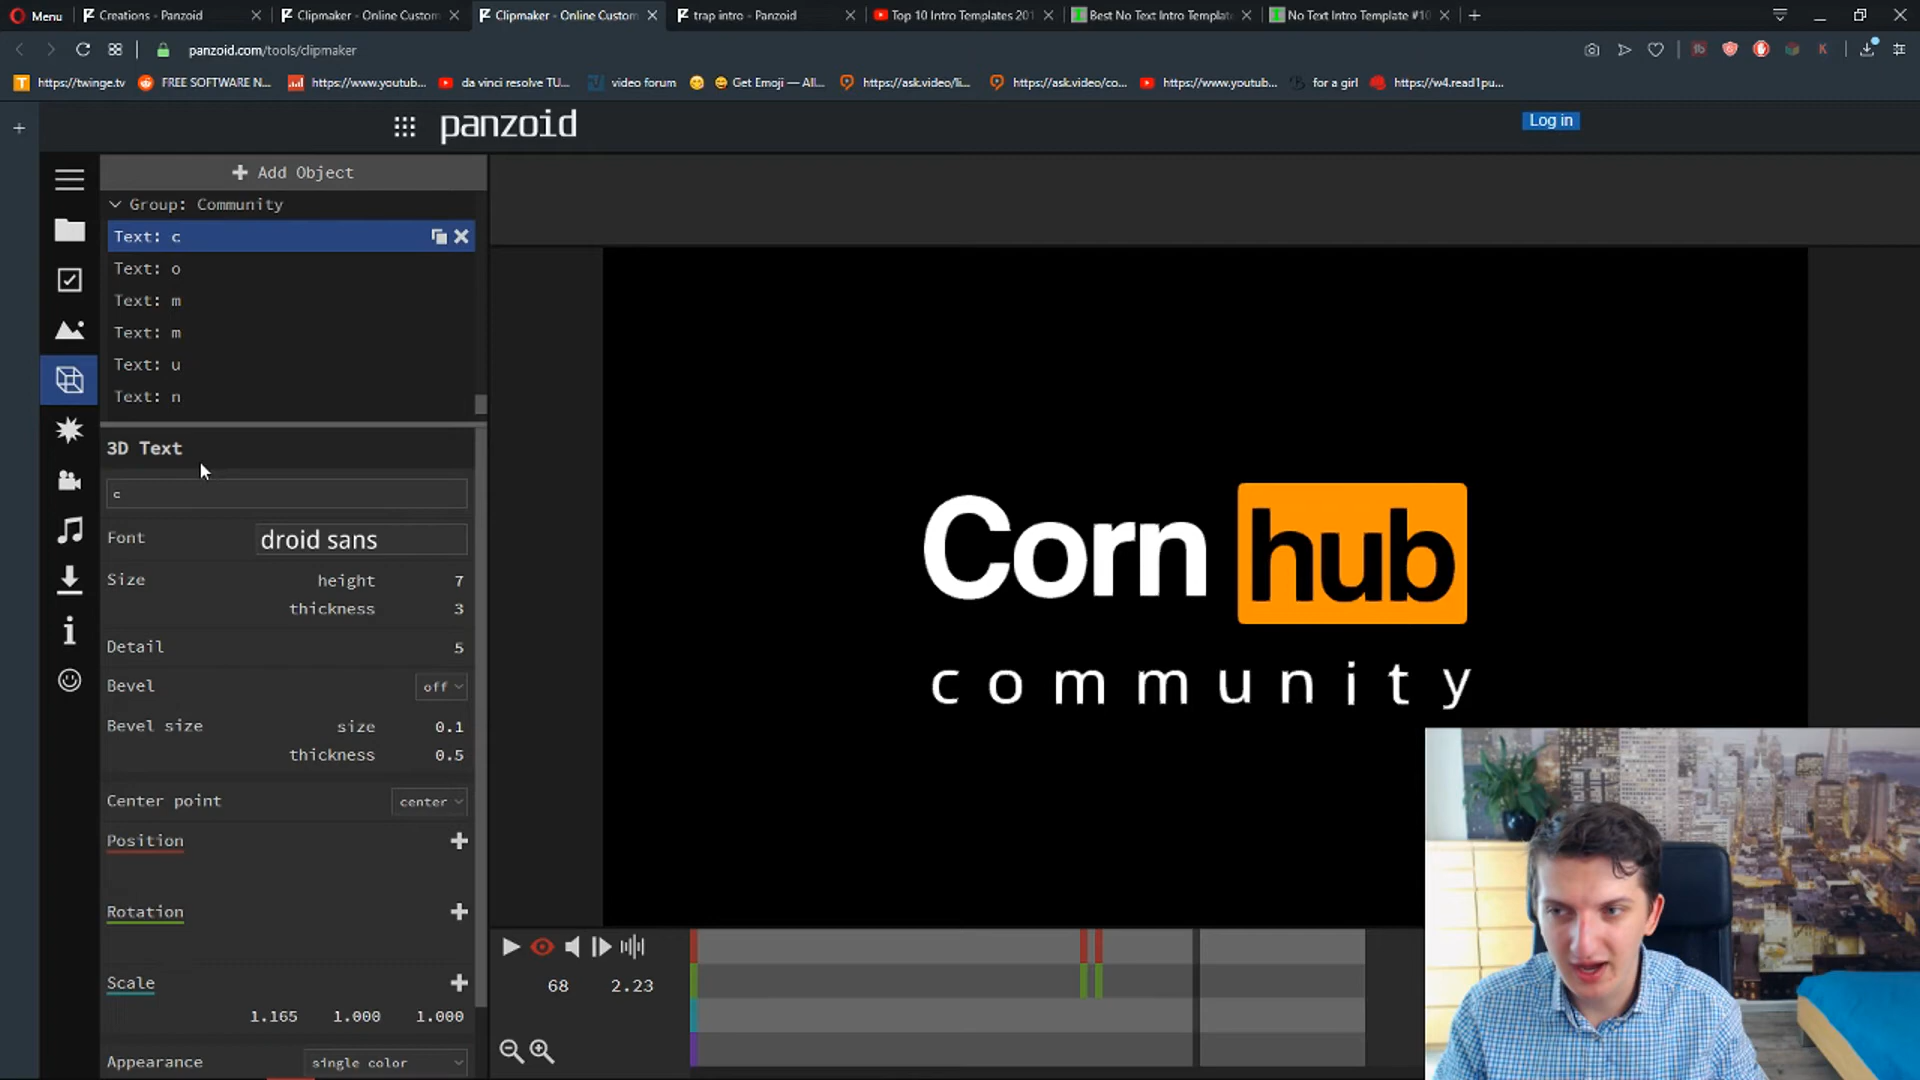 Menu
Creations - Panzoid
Clipmaker - Online Custom
Clipmaker - Online Custom
trap intro - Panzoid
Top 10 Intro Templates 201
Best No Text Intro Templat
No Text Intro Template #10
panzoid.com/tools/clipmaker
https://twinge.tv
FREE SOFTWARE N...
https://www.youtub...
da vinci resolve TU...
video forum
Get Emoji — All...
https://ask.video/li...
https://ask.video/co...
https://www.youtub...
for a girl
https://w4.read1pu...
panzoid
Log in
Add Object
Group: Community
Text: c
Text: o
Text: m
Text: m
Text: u
Text: n
3D Text
c
Font droid sans
Size height 7
thickness 3
Detail 5
Bevel off
Bevel size size 0.1
thickness 0.5
Center point center
Position
Rotation
Scale
1.165 1.000 1.000
Appearance single color
Corn hub
community
68 2.23